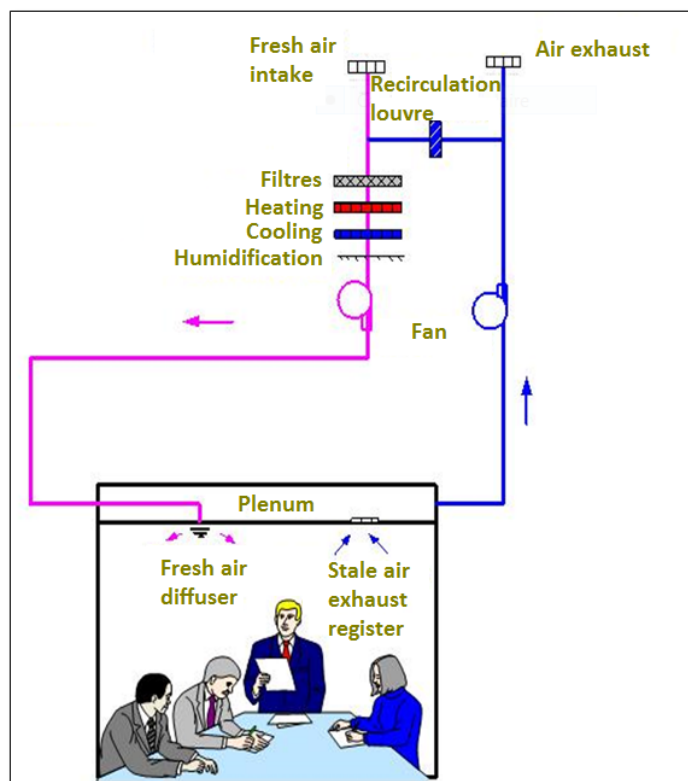 Fresh air
intake
Air exhaust
Recirculation
louvre
Filtres
Heating
Cooling
Humidification
Fan
Plenum
Fresh air
diffuser
Stale air
exhaust
register